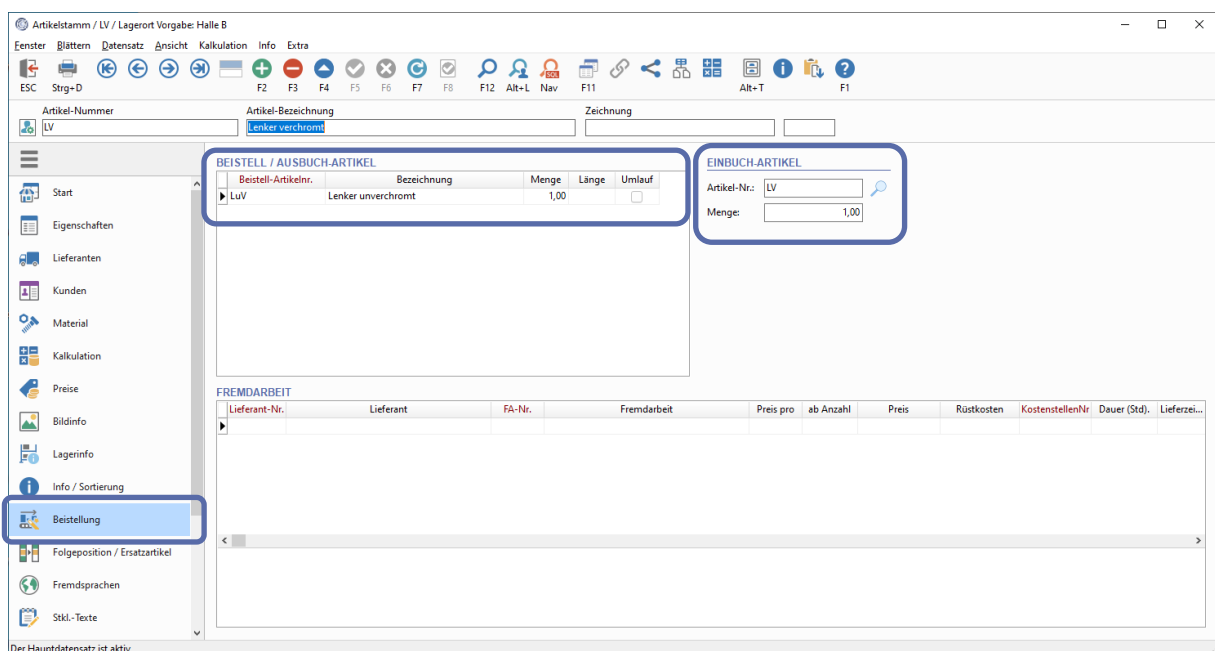 Artikelstamm / LV / Lagerort Vorgabe: Halle B
Fenster Blättern Datensatz Ansicht Kalkulation Info Extra
ESC Strg+D F2 F3 F4 F5 F6 F7 F8 F12 Alt+L Nav F11 Alt+T F1
SQL
Artikel-Nummer Artikel-Bezeichnung Zeichnung
LV Lenker verchromt
Start
Eigenschaften
Lieferanten
Kunden
Material
Kalkulation
Preise
Bildinfo
Lagerinfo
Info / Sortierung
Beistellung
Folgeposition / Ersatzartikel
Fremdsprachen
Stkl.-Texte
BEISTELL / AUSBUCH-ARTIKEL
Beistell-Artikelnr. Bezeichnung Menge Länge Umlauf
LuV Lenker unverchromt 1,00
EINBUCH-ARTIKEL
Artikel-Nr.: LV
Menge: 1,00
FREMDARBEIT
Lieferant-Nr. Lieferant FA-Nr. Fremdarbeit Preis pro ab Anzahl Preis Rüstkosten KostenstellenNr Dauer (Std). Lieferzei...
Der Hauptdatensatz ist aktiv